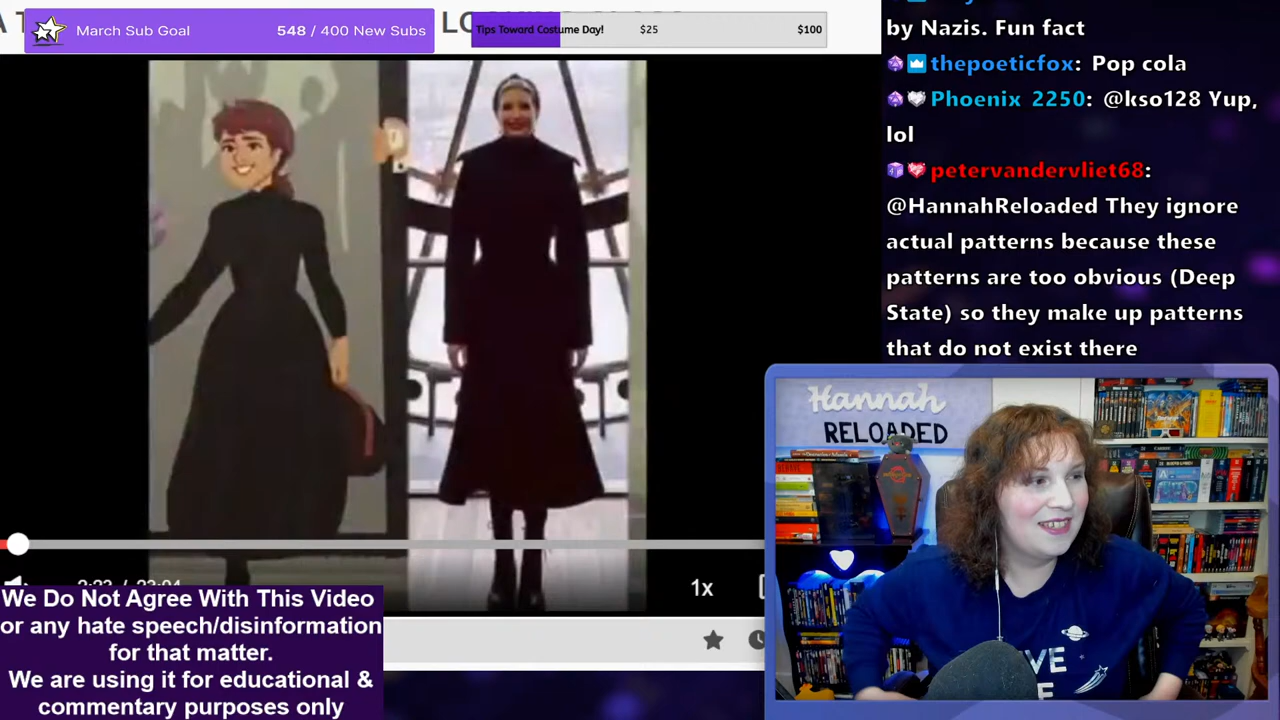 March Sub Goal
548 / 400 New Subs
Tips Toward Costume Day!
$25
$100
by Nazis. Fun fact
thepoeticfox: Pop cola
Phoenix 2250: @kso128 Yup,
lol
petervandervliet68:
@HannahReloaded They ignore
actual patterns because these
patterns are too obvious (Deep
State) so they make up patterns
that do not exist there
Hannah
RELOADED
1x
We Do Not Agree With This Video
or any hate speech/disinformation
for that matter.
We are using it for educational &
commentary purposes only